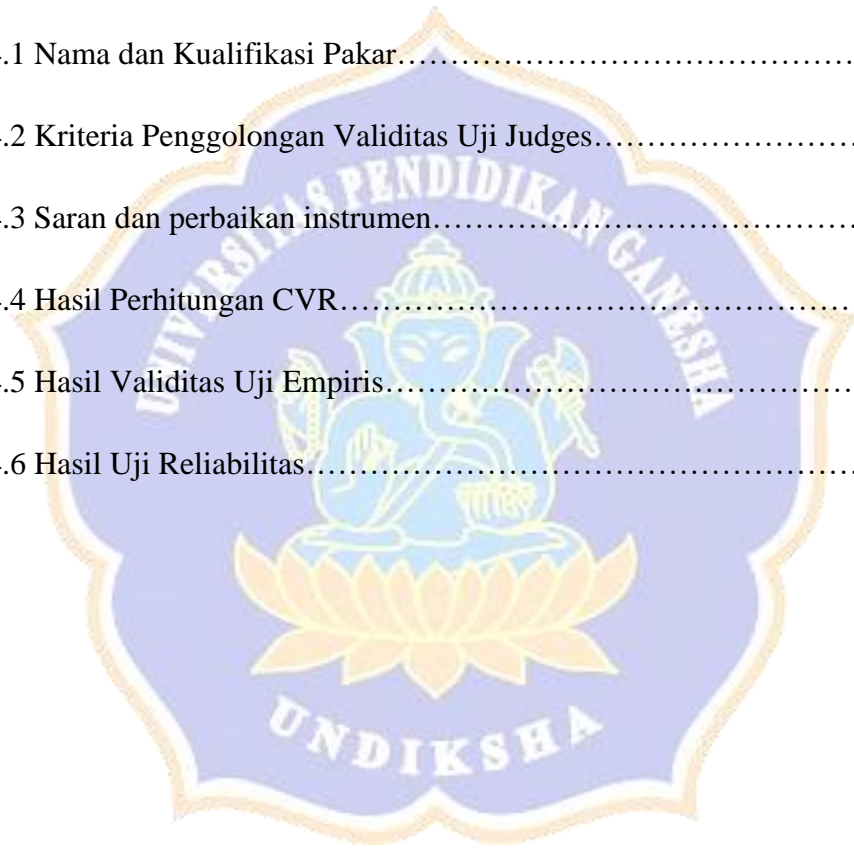 .1 Nama dan Kualifikasi Pakar……………………………………
.2 Kriteria Penggolongan Validitas Uji Judges……………………
.3 Saran dan perbaikan instrumen…………………………………
.4 Hasil Perhitungan CVR…………………………………………
.5 Hasil Validitas Uji Empiris………………………………………
.6 Hasil Uji Reliabilitas……………………………………………
UNIVERSITAS PENDIDIKAN GANESHA
UNDIKSHA